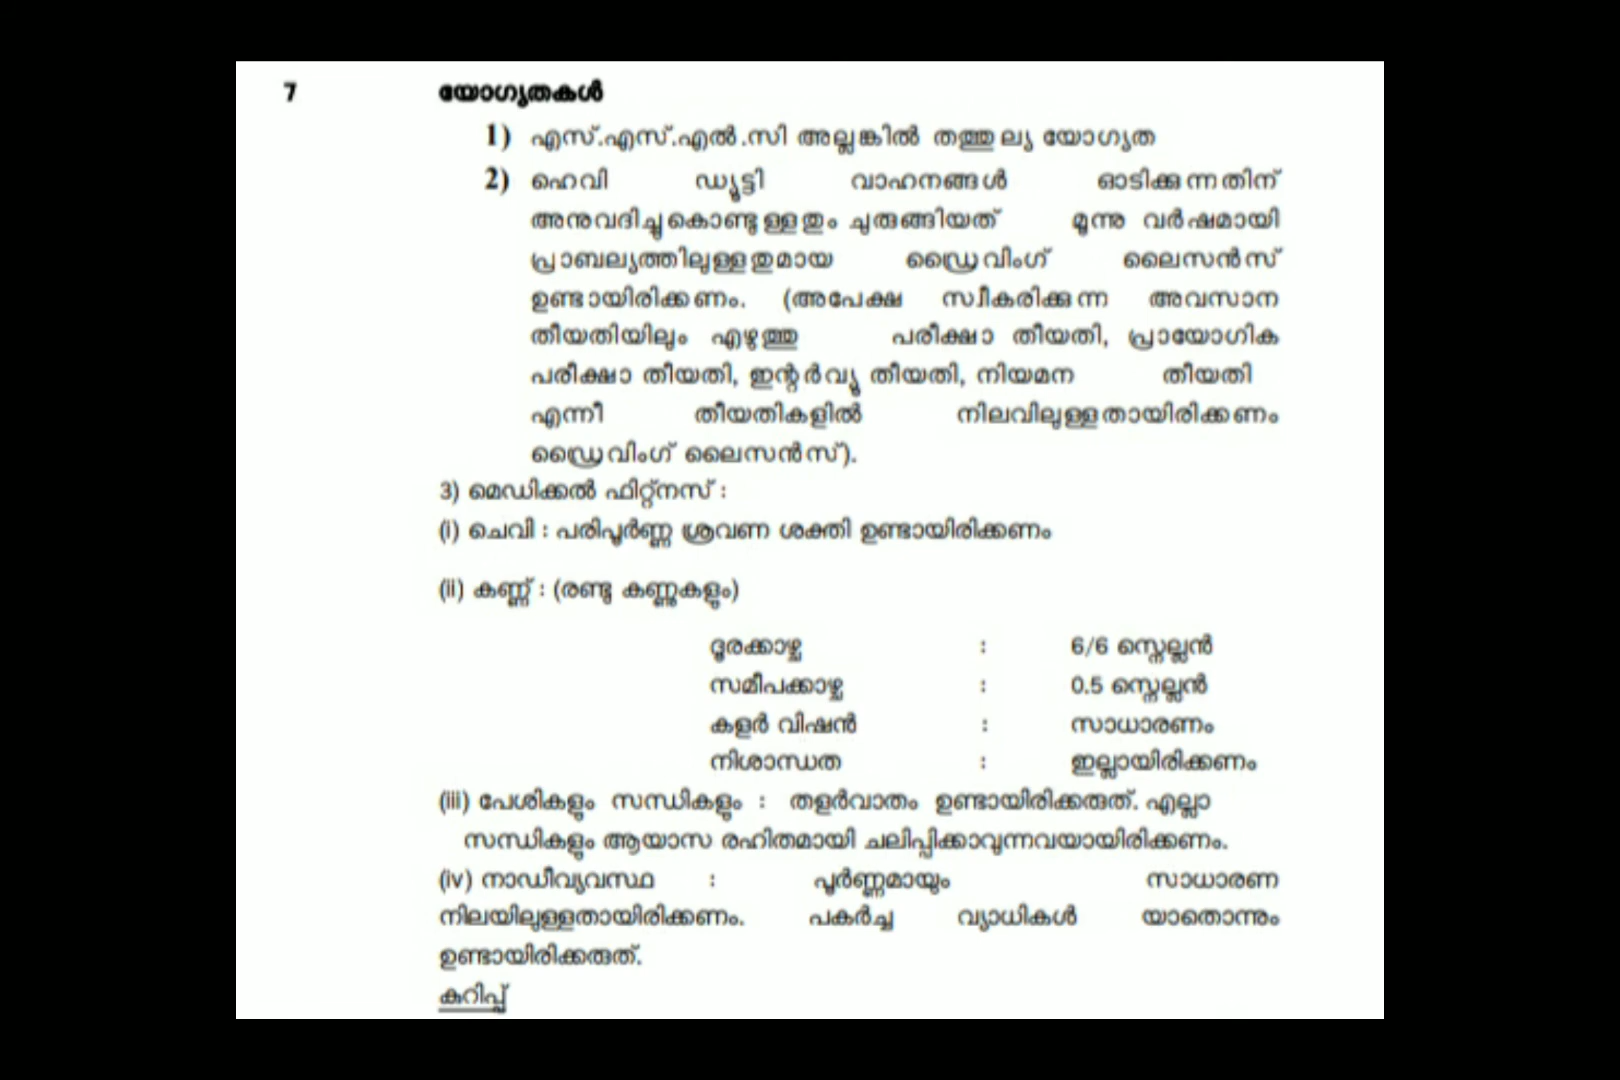 7 യോഗ്യതകൾ
1) എസ്.എസ്.എൽ.സി അല്ലങ്കിൽ തത്തുല്യ യോഗ്യത
2) ഹെവി ഡ്യൂട്ടി വാഹനങ്ങൾ ഓടിക്കുന്നതിന്
അനുവദിച്ചുകൊണ്ടുള്ളതും ചുരുങ്ങിയത് മൂന്നു വർഷമായി
പ്രാബല്യത്തിലുള്ളതുമായ ഡ്രൈവിംഗ് ലൈസൻസ്
ഉണ്ടായിരിക്കണം. (അപേക്ഷ സ്വീകരിക്കുന്ന അവസാന
തീയതിയിലും എഴുത്തു പരീക്ഷാ തീയതി, പ്രായോഗിക
പരീക്ഷാ തീയതി, ഇന്റർവ്യൂ തീയതി, നിയമന തീയതി
എന്നീ തീയതികളിൽ നിലവിലുള്ളതായിരിക്കണം
ഡ്രൈവിംഗ് ലൈസൻസ്).
3) മെഡിക്കൽ ഫിറ്റ്നസ് :
(i) ചെവി : പരിപൂർണ്ണ ശ്രവണ ശക്തി ഉണ്ടായിരിക്കണം
(ii) കണ്ണ് : (രണ്ടു കണ്ണുകളും)
ദൂരക്കാഴ്ച : 6/6 സ്നെല്ലൻ
സമീപക്കാഴ്ച : 0.5 സ്നെല്ലൻ
കളർ വിഷൻ : സാധാരണം
നിശാന്ധത : ഇല്ലായിരിക്കണം
(iii) പേശികളും സന്ധികളും : തളർവാതം ഉണ്ടായിരിക്കരുത്. എല്ലാ
സന്ധികളും ആയാസ രഹിതമായി ചലിപ്പിക്കാവുന്നവയായിരിക്കണം.
(iv) നാഡീവ്യവസ്ഥ : പൂർണ്ണമായും സാധാരണ
നിലയിലുള്ളതായിരിക്കണം. പകർച്ച വ്യാധികൾ യാതൊന്നും
ഉണ്ടായിരിക്കരുത്.
കുറിപ്പ്